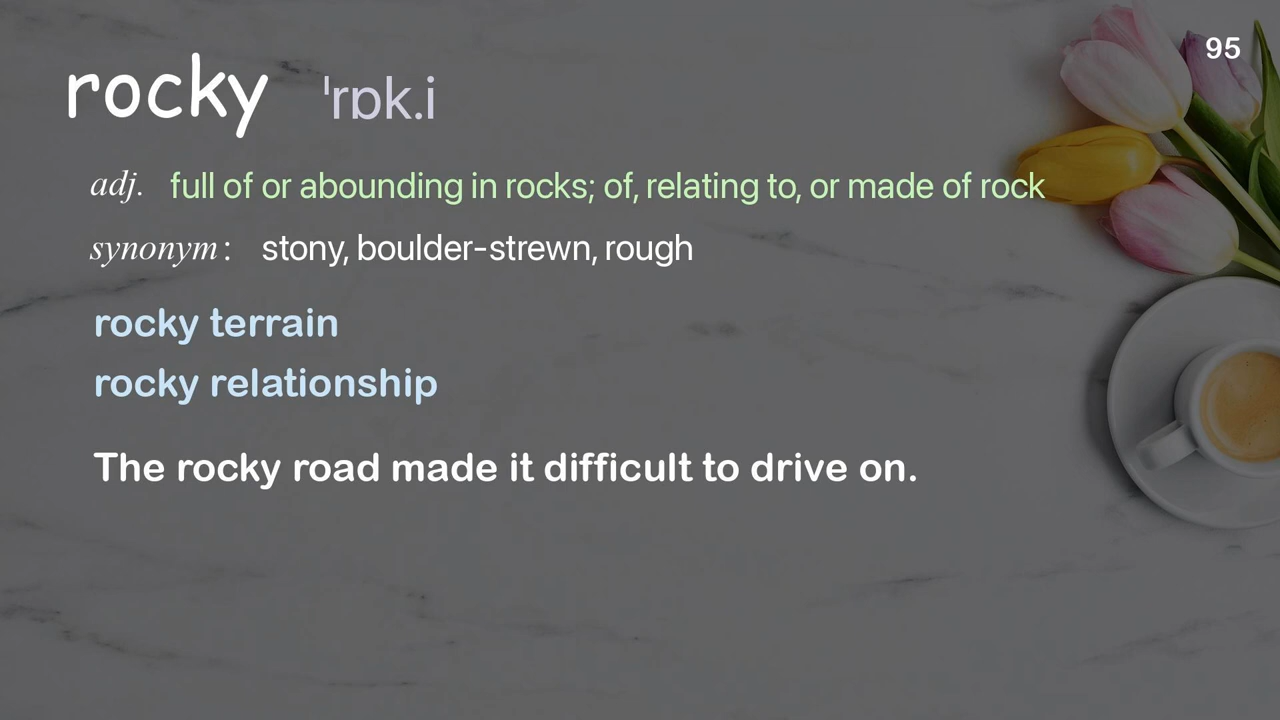 95
rocky ˈrɒk.i
adj. full of or abounding in rocks; of, relating to, or made of rock
synonym: stony, boulder-strewn, rough
rocky terrain
rocky relationship
The rocky road made it difficult to drive on.